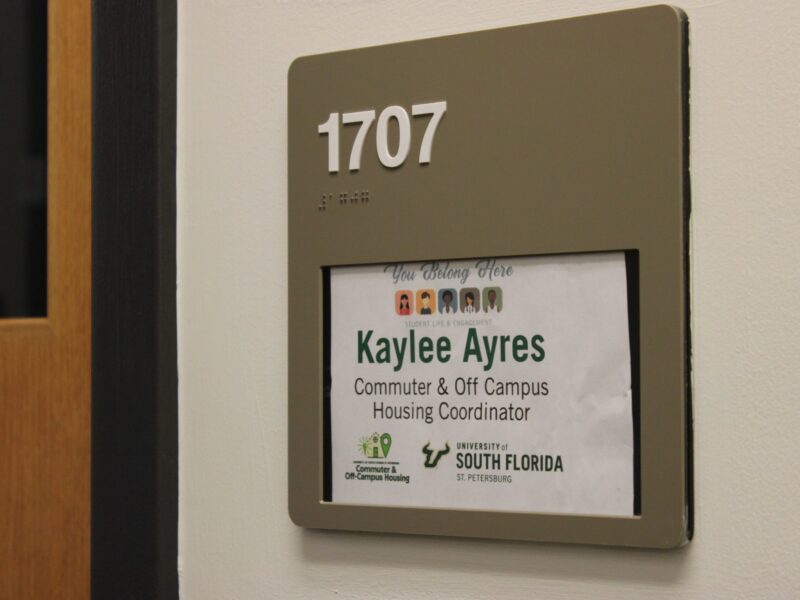 1707
You Belong Here
STUDENT LIFE & ENGAGEMENT
Kaylee Ayres
Commuter & Off Campus
Housing Coordinator
Commuter &
Off-Campus Housing
UNIVERSITY of
SOUTH FLORIDA
ST. PETERSBURG